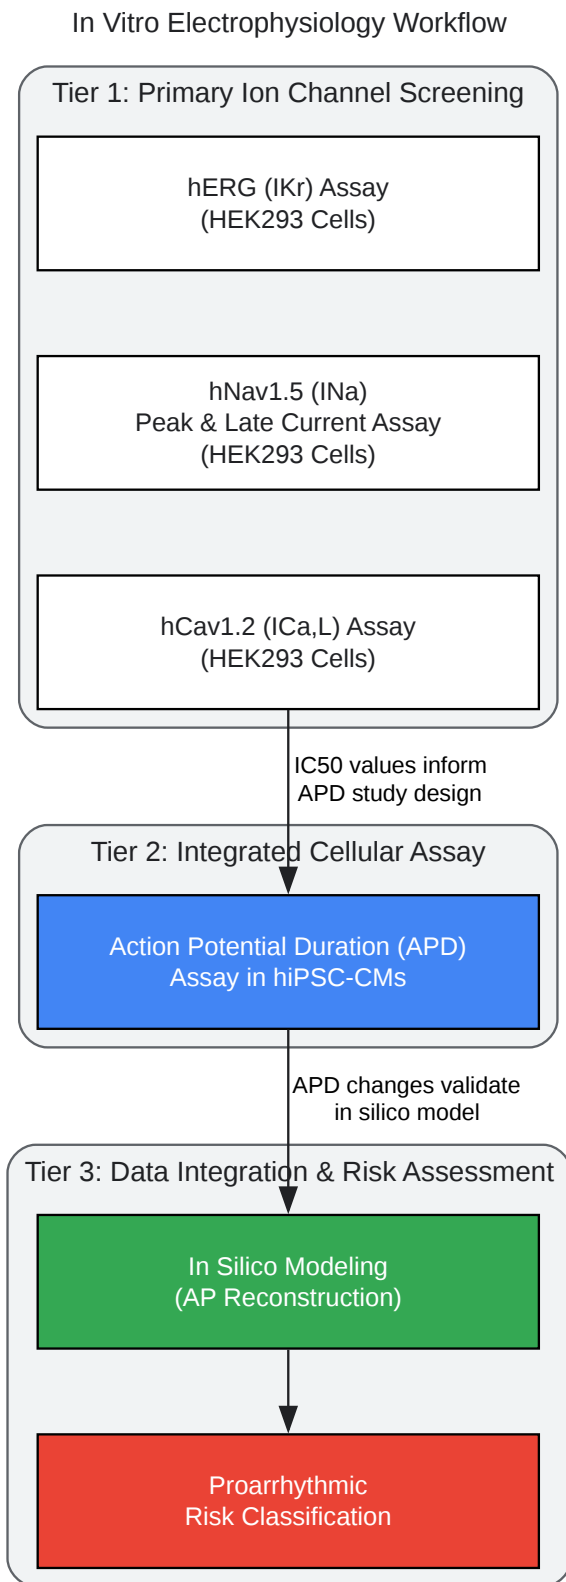 In Vitro Electrophysiology Workflow
Tier 1: Primary Ion Channel Screening
hERG (IKr) Assay
(HEK293 Cells)
hNav1.5 (INa)
Peak & Late Current Assay
(HEK293 Cells)
hCav1.2 (ICa,L) Assay
(HEK293 Cells)
IC50 values inform
APD study design
Tier 2: Integrated Cellular Assay
Action Potential Duration (APD)
Assay in hiPSC-CMs
APD changes validate
in silico model
Tier 3: Data Integration & Risk Assessment
In Silico Modeling
(AP Reconstruction)
Proarrhythmic
Risk Classification